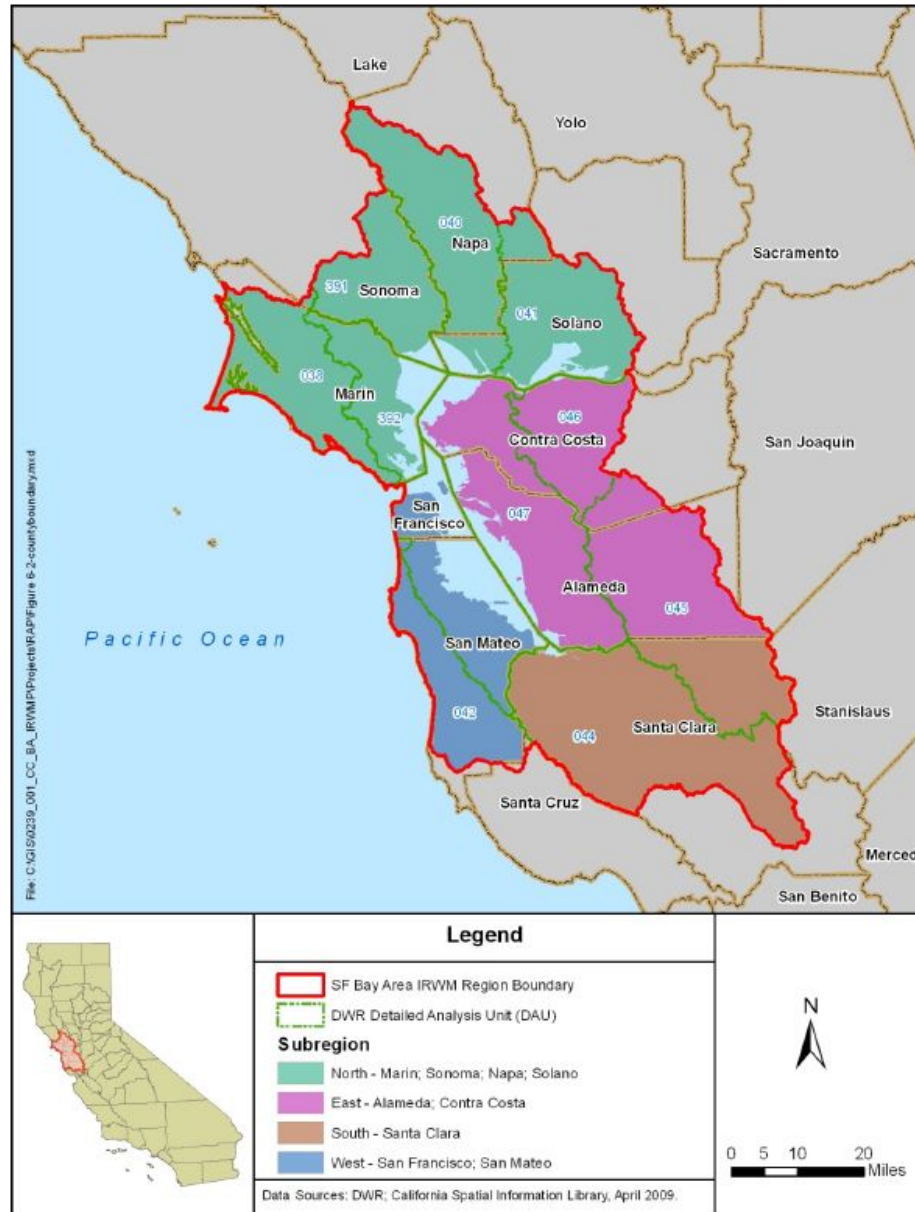 Lake
Yolo
040
Napa
Sacramento
391
Sonoma
041
Solano
038
Marin
392
046
Contra Costa
San Joaquin
San
Francisco
047
Alameda
045
Pacific Ocean
San Mateo
042
044
Santa Clara
Stanislaus
Santa Cruz
Merced
San Benito
File: C:\GIS\0239_001_CC_BA_IRWMP\Projects\RAP\Figure 6-2-countyboundary.mxd
Legend
SF Bay Area IRWM Region Boundary
DWR Detailed Analysis Unit (DAU)
Subregion
North - Marin; Sonoma; Napa; Solano
East - Alameda; Contra Costa
South - Santa Clara
West - San Francisco; San Mateo
Data Sources: DWR; California Spatial Information Library, April 2009.
N
0 5 10 20
Miles